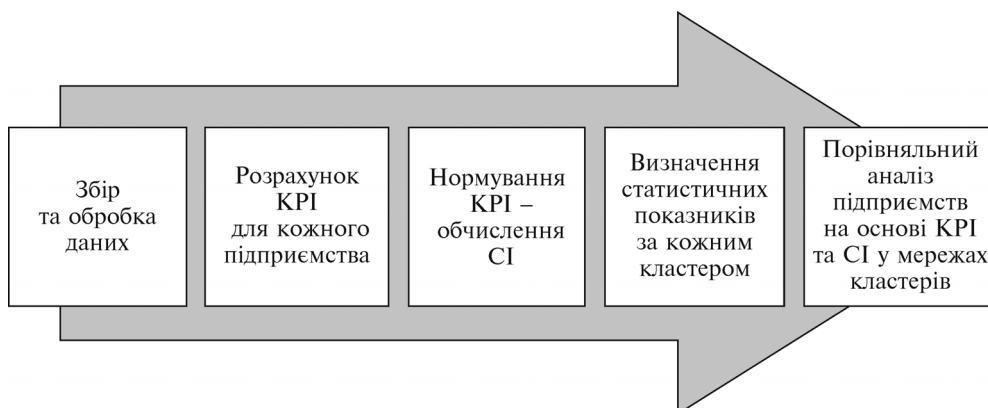 Збір
та обробка
даних
Розрахунок
KPI
для кожного
підприємства
Нормування
KPI –
обчислення
CI
Визначення
статистичних
показників
за кожним
кластером
Порівняльний
аналіз
підприємств
на основі KPI
та CI у мережах
кластерів